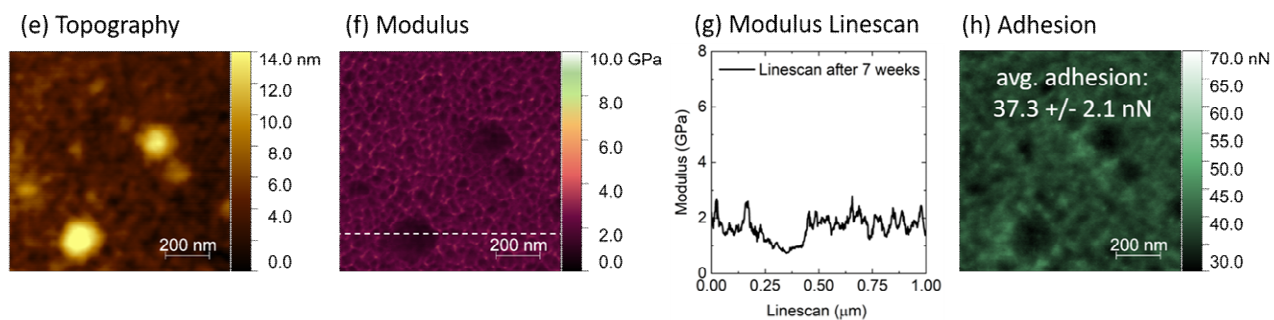 (e) Topography
14.0 nm
12.0
10.0
8.0
6.0
4.0
0.0
200 nm
(f) Modulus
10.0 GPa
8.0
6.0
4.0
2.0
0.0
200 nm
(g) Modulus Linescan
8
6
4
2
0
Modulus (GPa)
Linescan after 7 weeks
0.00 0.25 0.50 0.75 1.00
Linescan (μm)
(h) Adhesion
avg. adhesion:
37.3 +/- 2.1 nN
70.0 nN
65.0
60.0
55.0
50.0
45.0
40.0
30.0
200 nm